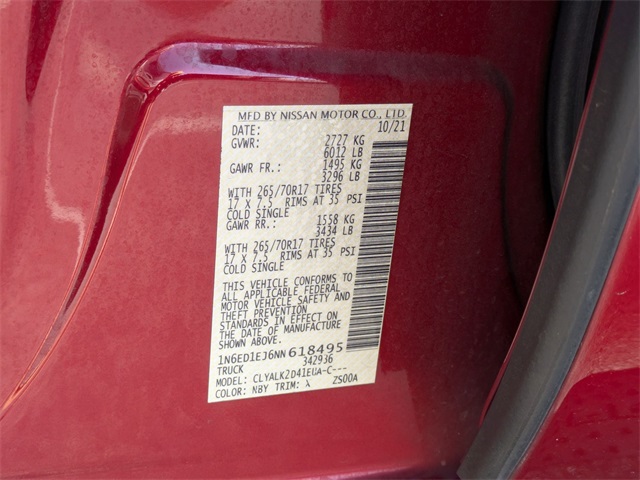 MFD BY NISSAN MOTOR CO., LTD.
DATE: 10/21
GVWR: 2727 KG
6012 LB
GAWR FR.: 1495 KG
3296 LB
WITH 265/70R17 TIRES
17 X 7.5 RIMS AT 35 PSI
COLD SINGLE
GAWR RR.: 1558 KG
3434 LB
WITH 265/70R17 TIRES
17 X 7.5 RIMS AT 35 PSI
COLD SINGLE
THIS VEHICLE CONFORMS TO
ALL APPLICABLE FEDERAL
MOTOR VEHICLE SAFETY AND
THEFT PREVENTION
STANDARDS IN EFFECT ON
THE DATE OF MANUFACTURE
SHOWN ABOVE.
1N6ED1EJ6NN618495
TRUCK 342936
MODEL: CLYALK2D41EUA-C---
COLOR: NBY TRIM: X ZS00A